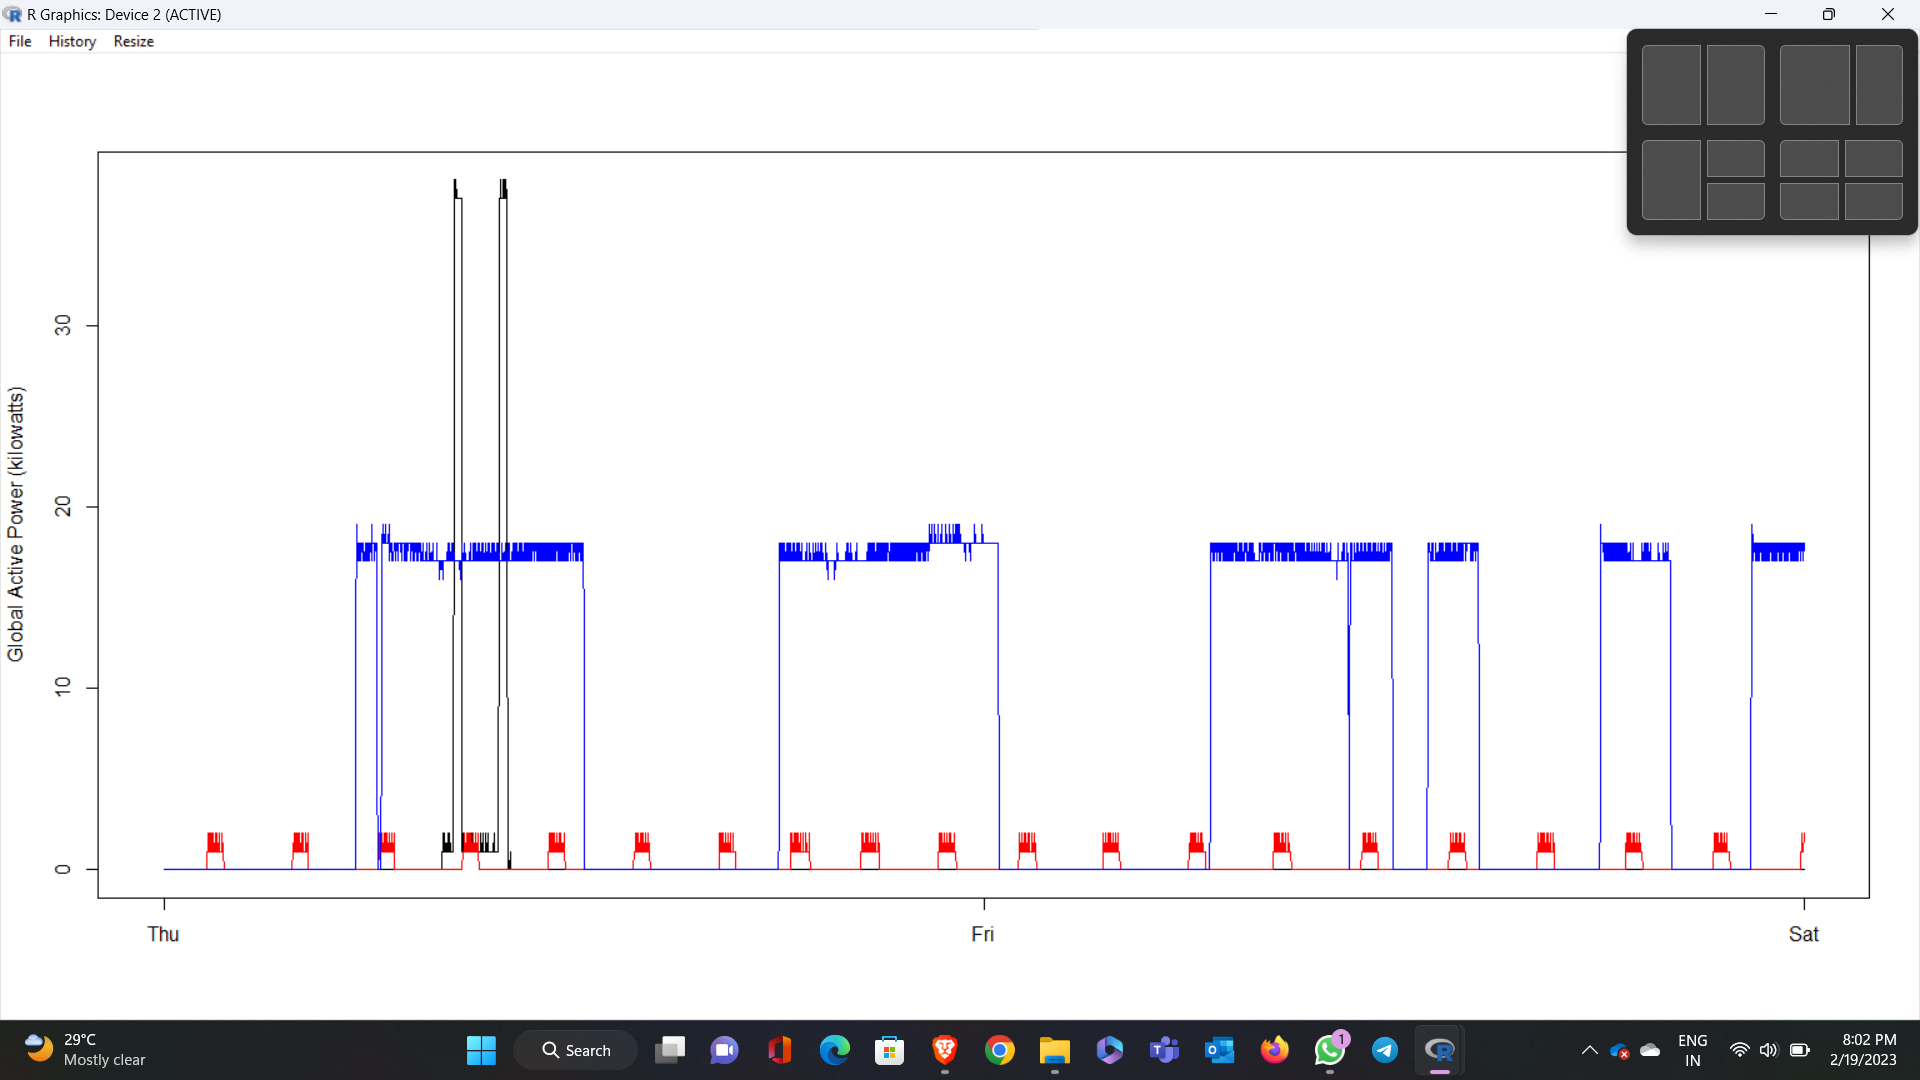 R Graphics: Device 2 (ACTIVE)
File History Resize
Global Active Power (kilowatts)
30
20
10
0
Thu Fri Sat
29°C
Mostly clear
Search
1
ENG
IN
8:02 PM
2/19/2023